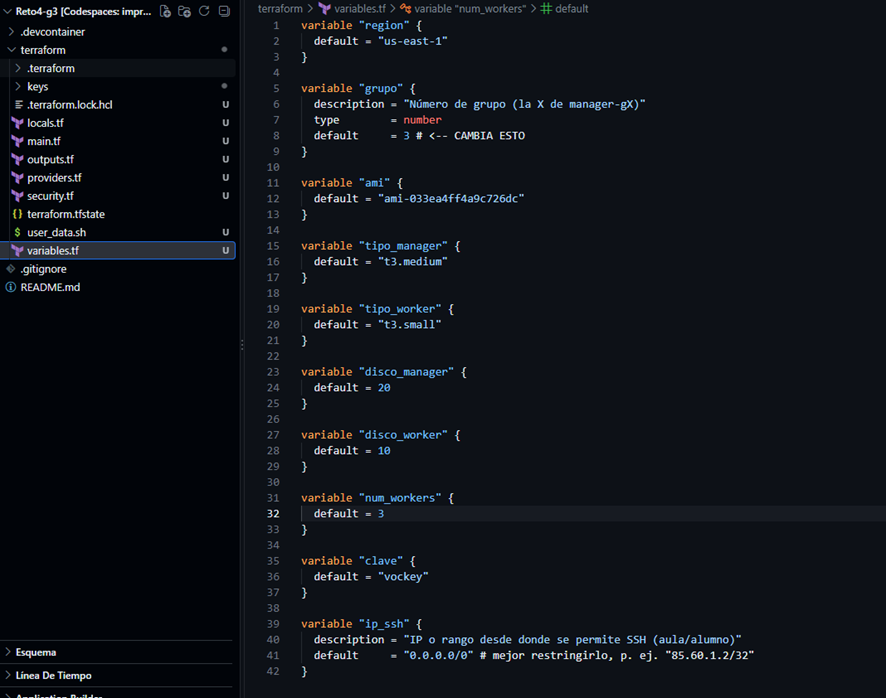 Reto4-g3 [Codespaces: impr...
.devcontainer
terraform
.terraform
keys
.terraform.lock.hcl U
locals.tf U
main.tf U
outputs.tf U
providers.tf U
security.tf U
terraform.tfstate
user_data.sh U
variables.tf U
.gitignore
README.md
Esquema
Línea De Tiempo
Application Builder
terraform > variables.tf > variable "num_workers" > default
1 variable "region" {
2 default = "us-east-1"
3 }
4
5 variable "grupo" {
6 description = "Número de grupo (la X de manager-gX)"
7 type = number
8 default = 3 # <-- CAMBIA ESTO
9 }
10
11 variable "ami" {
12 default = "ami-033ea4ff4a9c726dc"
13 }
14
15 variable "tipo_manager" {
16 default = "t3.medium"
17 }
18
19 variable "tipo_worker" {
20 default = "t3.small"
21 }
22
23 variable "disco_manager" {
24 default = 20
25 }
26
27 variable "disco_worker" {
28 default = 10
29 }
30
31 variable "num_workers" {
32 default = 3
33 }
34
35 variable "clave" {
36 default = "vockey"
37 }
38
39 variable "ip_ssh" {
40 description = "IP o rango desde donde se permite SSH (aula/alumno)"
41 default = "0.0.0.0/0" # mejor restringirlo, p. ej. "85.60.1.2/32"
42 }